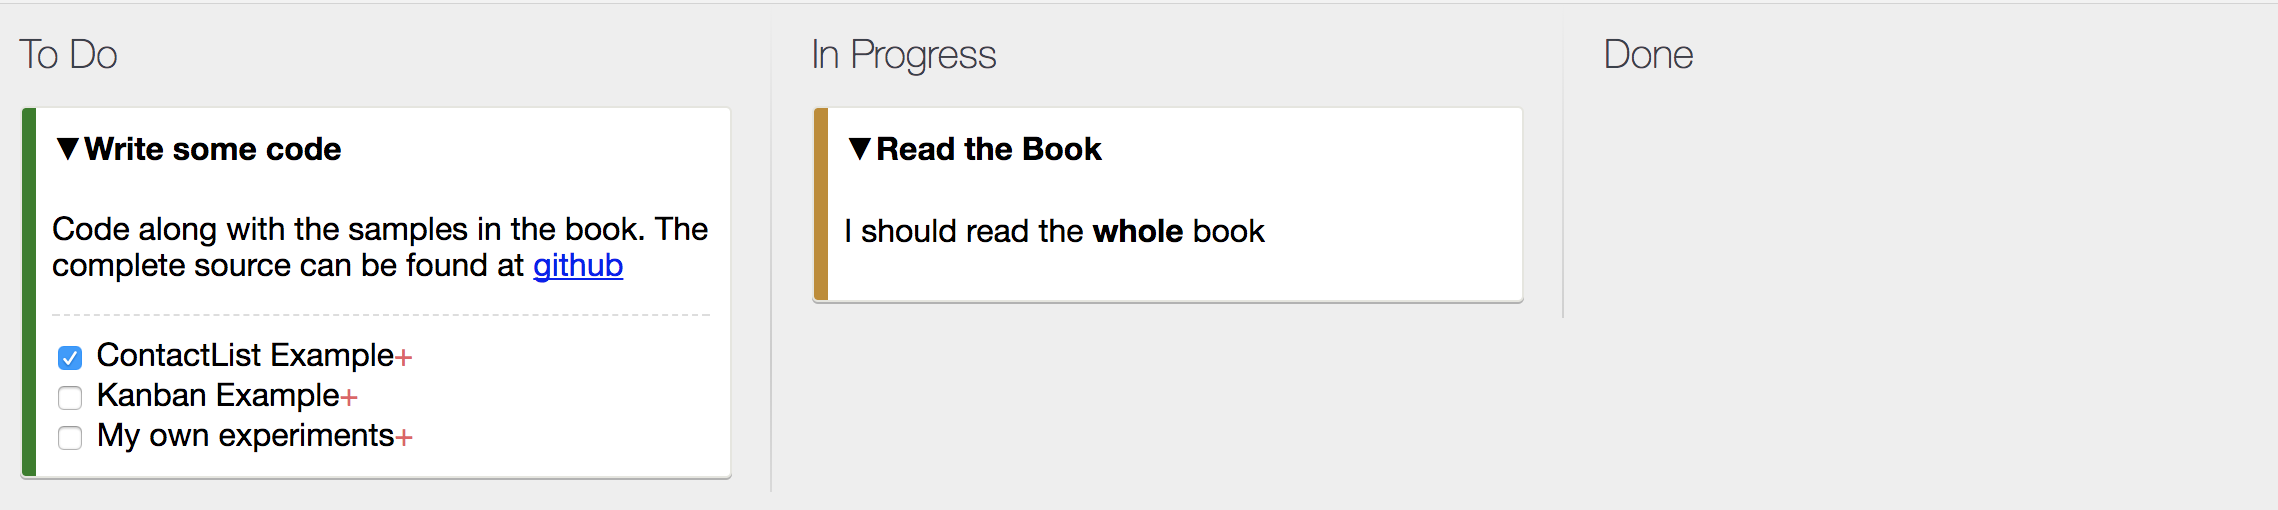 To Do
▼Write some code
Code along with the samples in the book. The
complete source can be found at github
ContactList Example+
Kanban Example+
My own experiments+
In Progress
▼Read the Book
I should read the whole book
Done